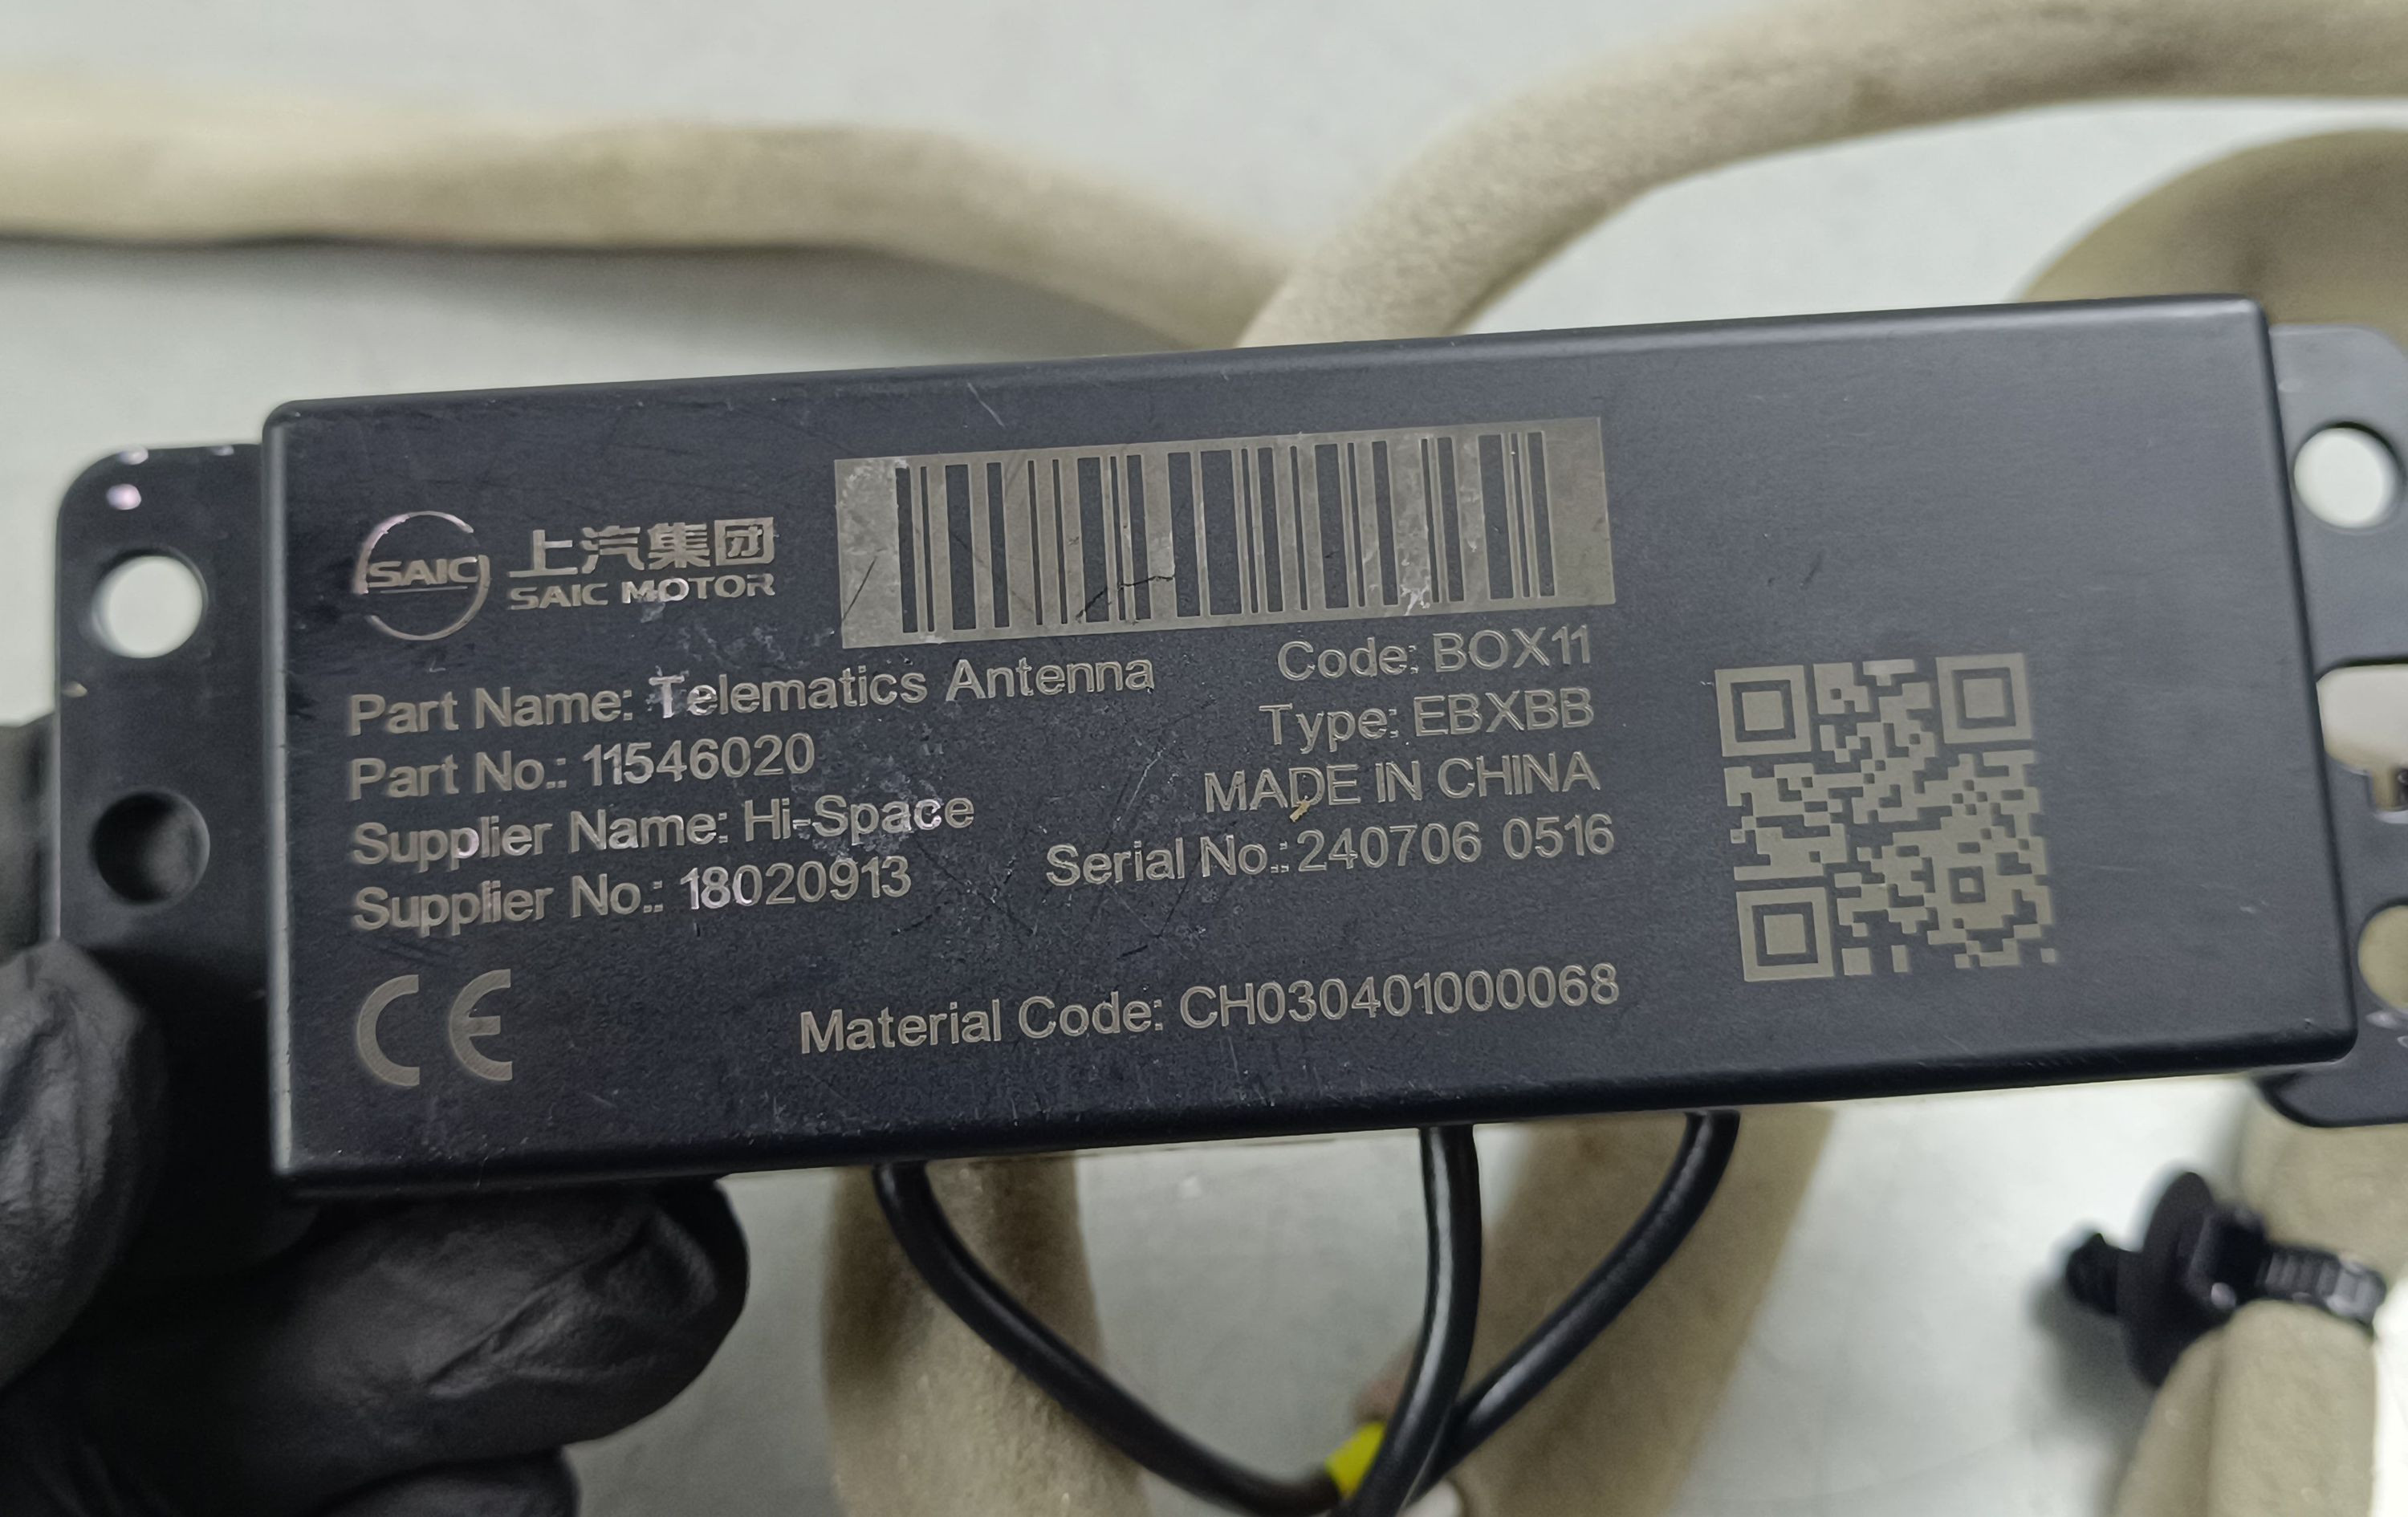 SAIC
上汽集团
SAIC MOTOR
Part Name: Telematics Antenna
Part No.: 11546020
Supplier Name: Hi-Space
Supplier No.: 18020913
Code: BOX11
Type: EBXBB
MADE IN CHINA
Serial No.: 240706 0516
CE
Material Code: CH030401000068